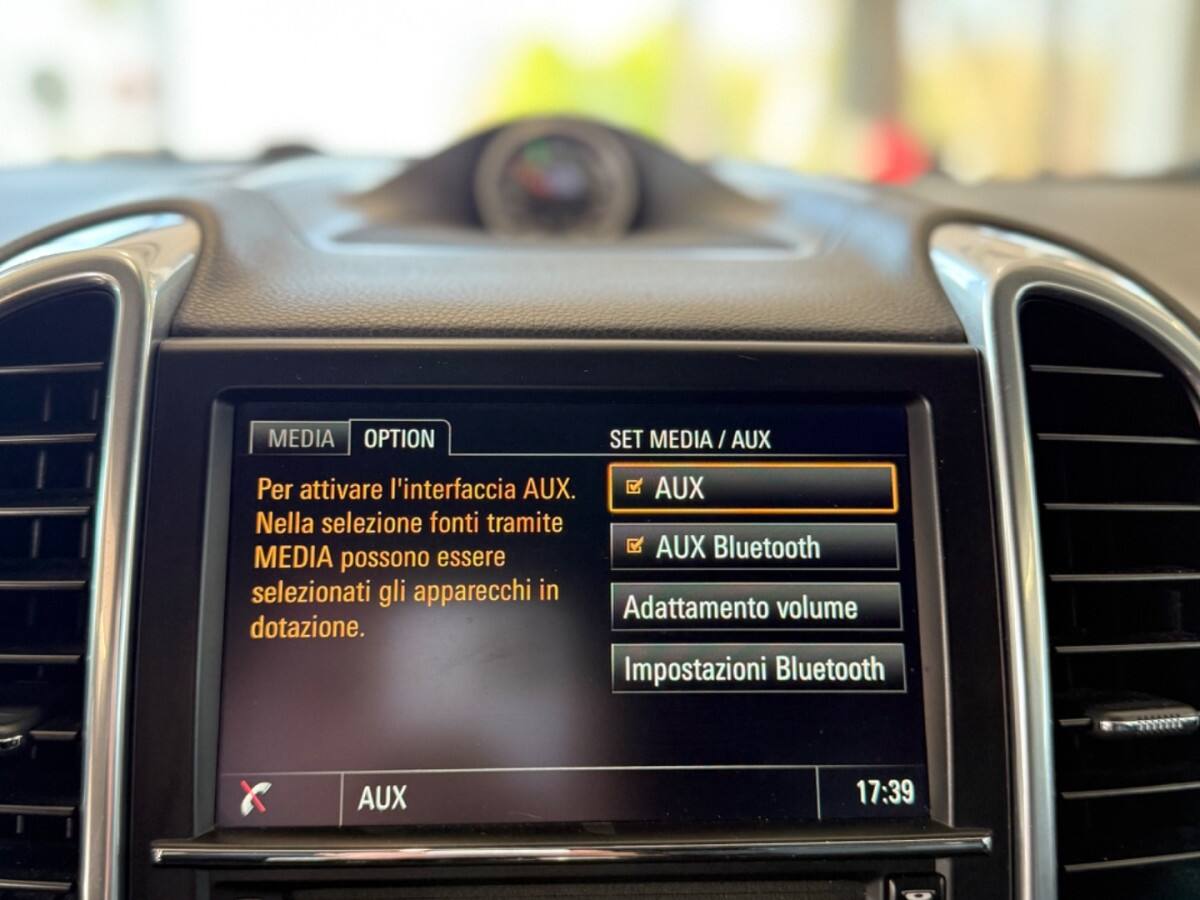 MEDIA
OPTION
SET MEDIA / AUX
Per attivare l'interfaccia AUX.
Nella selezione fonti tramite
MEDIA possono essere
selezionati gli apparecchi in
dotazione.
AUX
AUX Bluetooth
Adattamento volume
Impostazioni Bluetooth
AUX
17:39